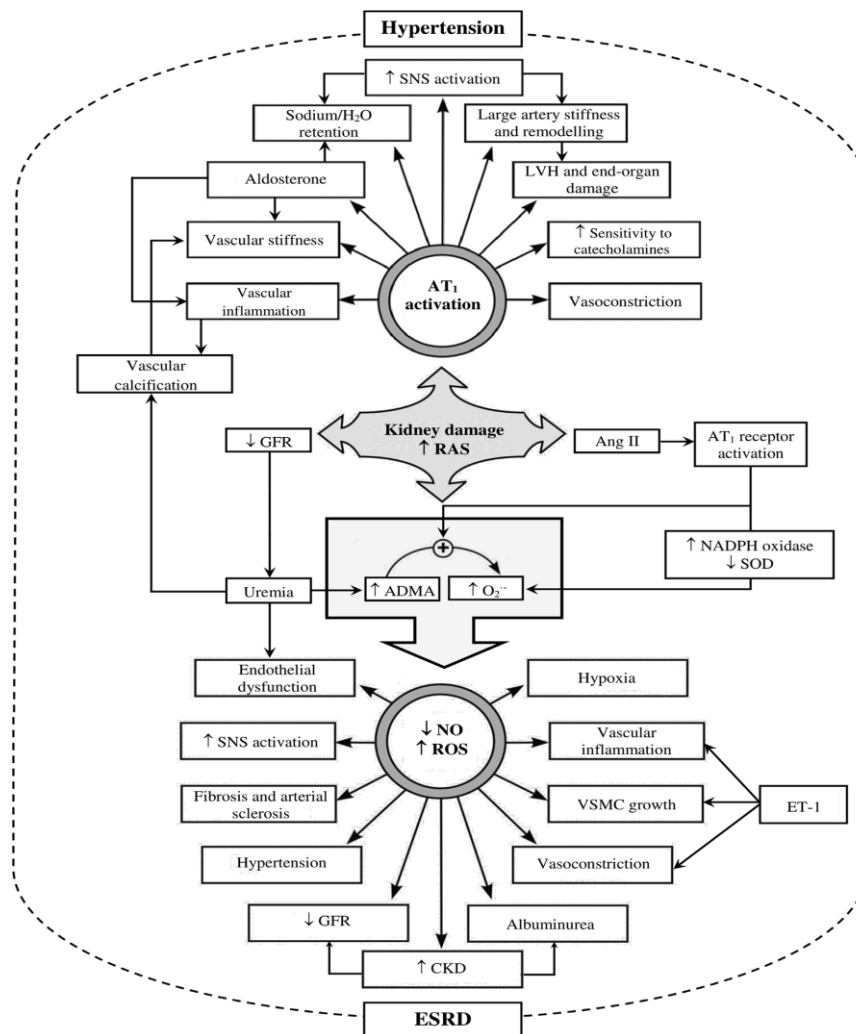 Hypertension
↑ SNS activation
Sodium/H₂O
retention
Large artery stiffness
and remodelling
Aldosterone
LVH and end-organ
damage
Vascular stiffness
↑ Sensitivity to
catecholamines
AT₁
activation
Vascular
inflammation
Vasoconstriction
Vascular
calcification
↓ GFR
Kidney damage
↑ RAS
Ang II
AT₁ receptor
activation
+
↑ NADPH oxidase
↓ SOD
Uremia
↑ ADMA
↑ O₂·−
Endothelial
dysfunction
Hypoxia
↓ NO
↑ ROS
↑ SNS activation
Vascular
inflammation
Fibrosis and arterial
sclerosis
VSMC growth
ET-1
Hypertension
Vasoconstriction
↓ GFR
Albuminurea
↑ CKD
ESRD